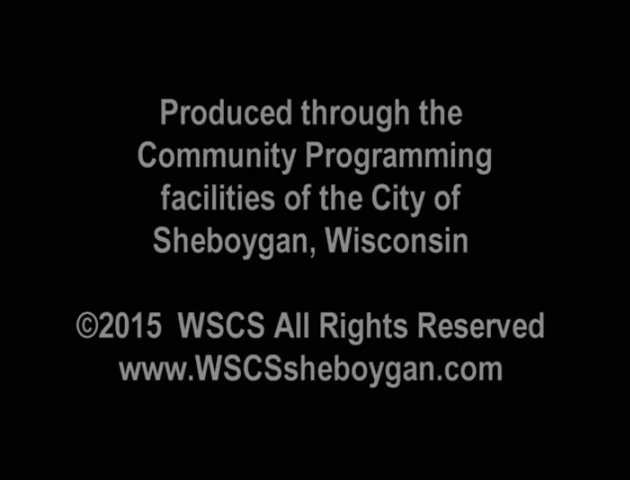 Produced through the
Community Programming
facilities of the City of
Sheboygan, Wisconsin
©2015 WSCS All Rights Reserved
www.WSCSsheboygan.com